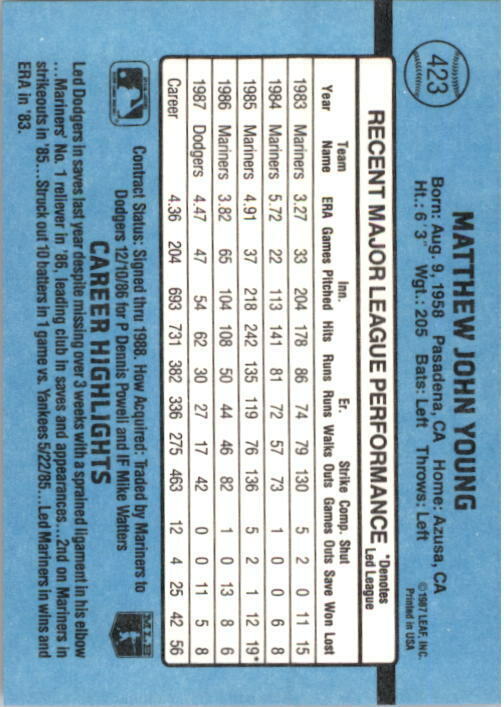 423
MATTHEW JOHN YOUNG
Born: Aug. 9, 1958 Pasadena, CA Home: Azusa, CA
Ht.: 6' 3" Wgt.: 205 Bats: Left Throws: Left
©1987 LEAF, INC.
Printed in USA
RECENT MAJOR LEAGUE PERFORMANCE *Denotes Led League
Team Inn. Er. Strike Comp. Shut
Year Name ERA Games Pitched Hits Runs Runs Walks Outs Games Outs Save Won Lost
1983 Mariners 3.27 33 204 178 86 74 79 130 5 2 0 11 15
1984 Mariners 5.72 22 113 141 81 72 57 73 1 0 0 6 8
1985 Mariners 4.91 37 218 242 135 119 76 136 5 2 1 12 19*
1986 Mariners 3.82 65 104 108 50 44 46 82 1 0 13 8 6
1987 Dodgers 4.47 47 54 62 30 27 17 42 0 0 11 5 8
Career 4.36 204 693 731 382 336 275 463 12 4 25 42 56
Contract Status: Signed thru 1988. How Acquired: Traded by Mariners to
Dodgers 12/10/86 for P Dennis Powell and IF Mike Watters
MLB
CAREER HIGHLIGHTS
Led Dodgers in saves last year despite missing over 3 weeks with a sprained ligament in his elbow
...Mariners' No. 1 reliever in '86, leading club in saves and appearances...2nd on Mariners in
strikeouts in '85...Struck out 10 batters in 1 game vs. Yankees 5/22/85...Led Mariners in wins and
ERA in '83.